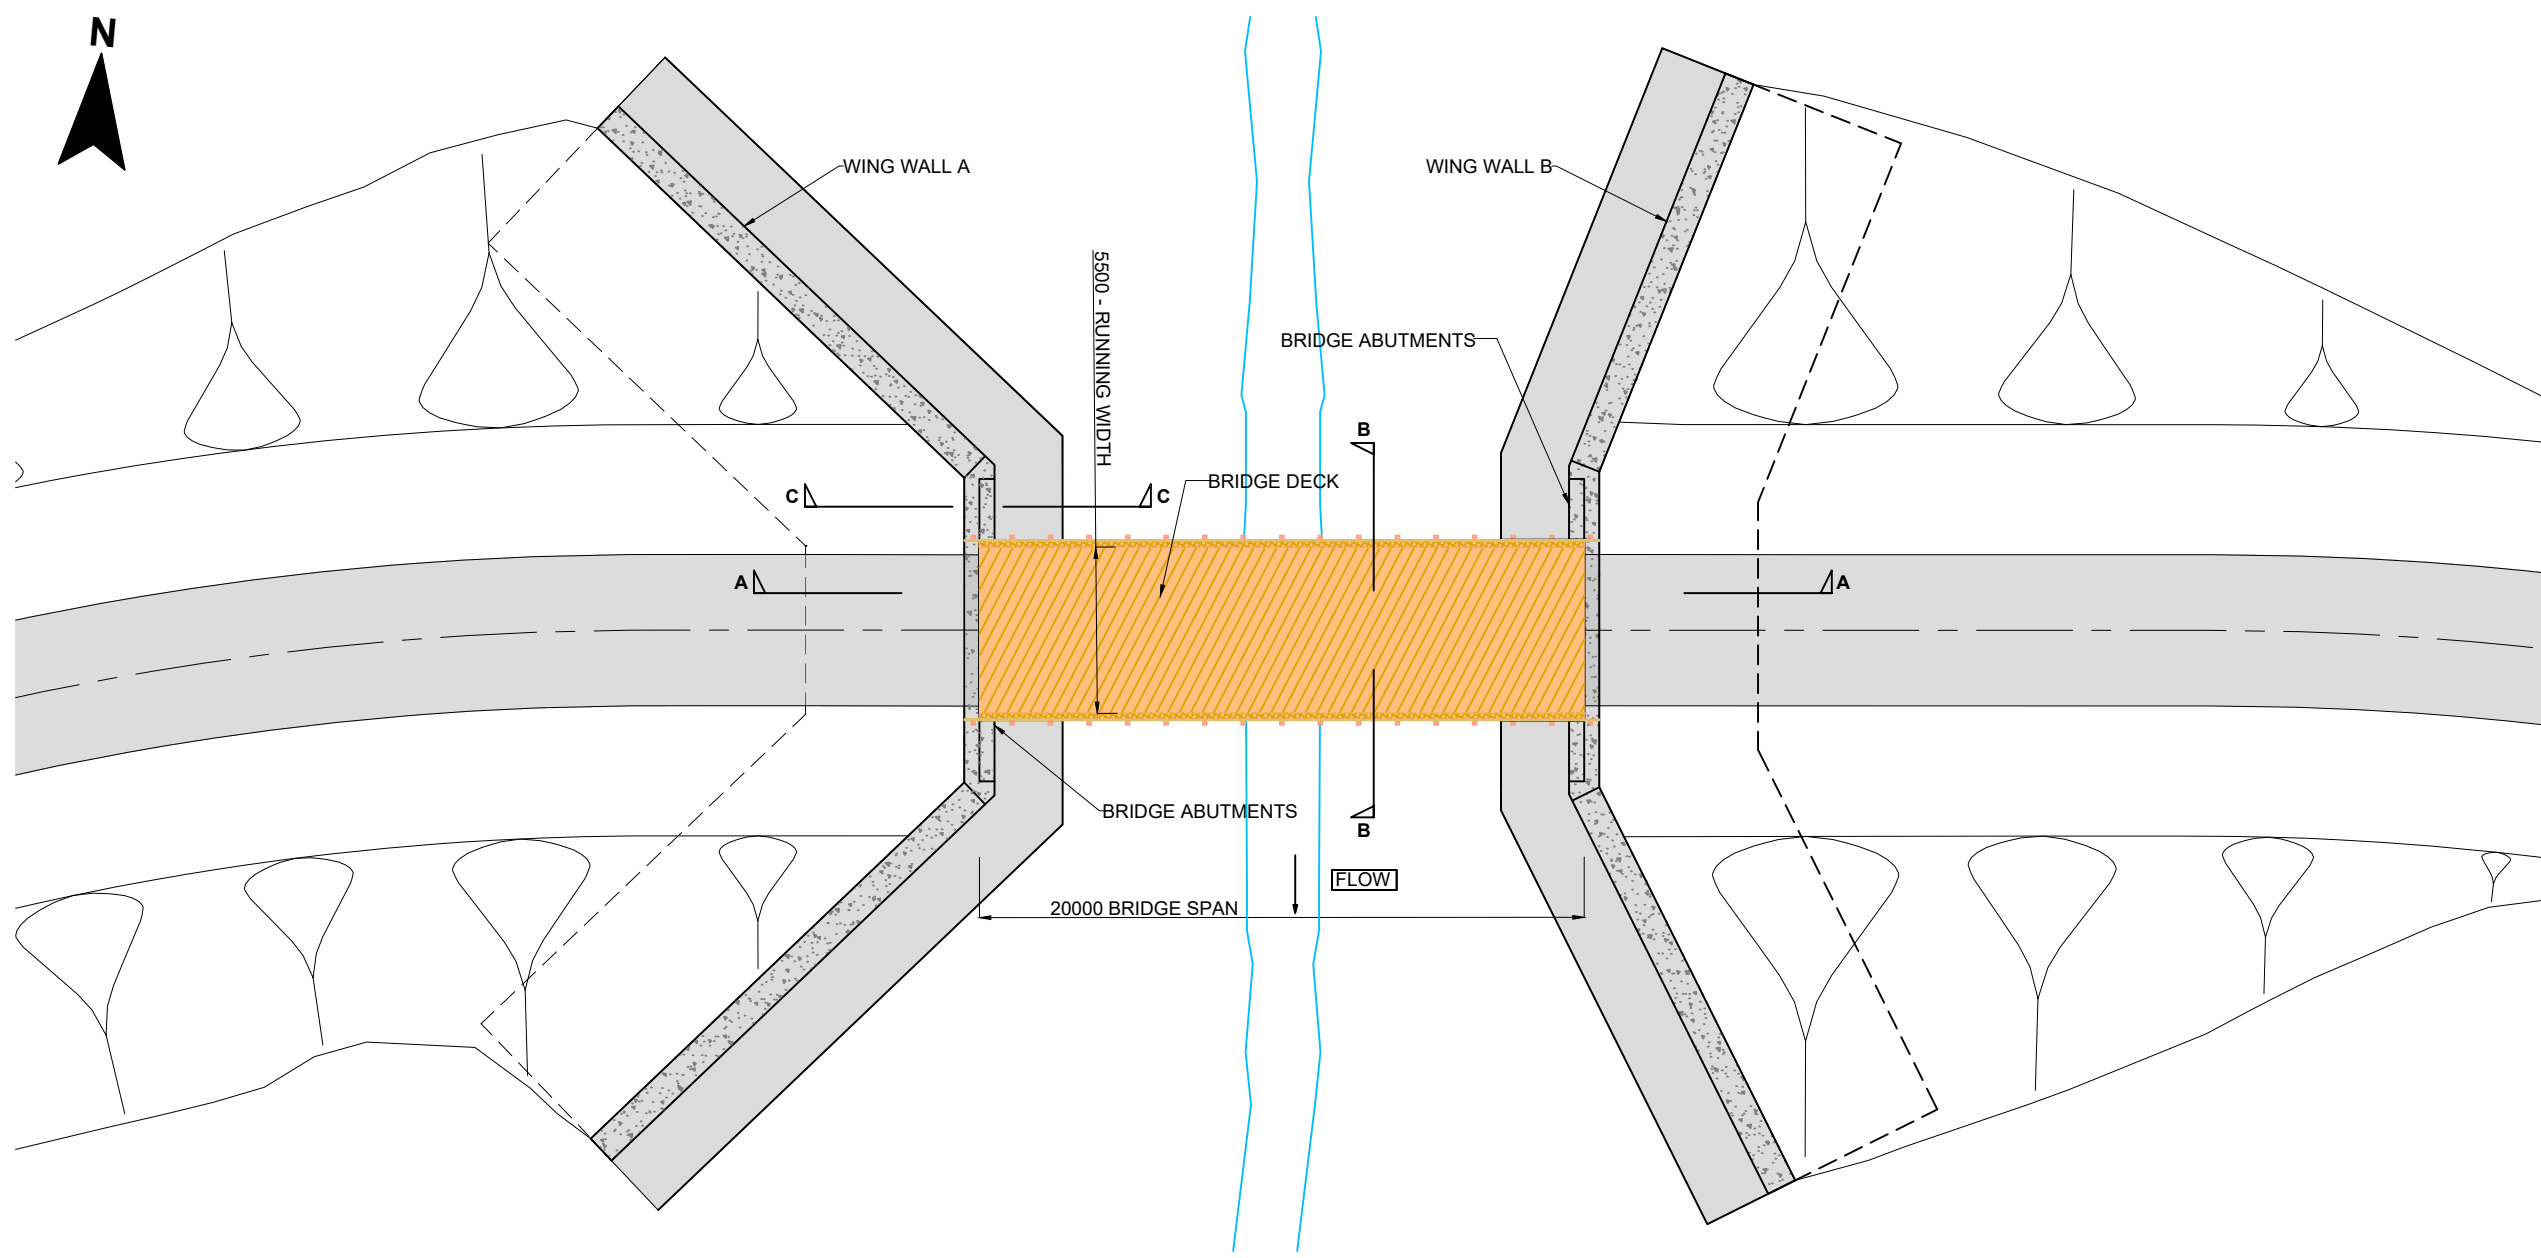 N
WING WALL A
WING WALL B
5500 - RUNNING WIDTH
BRIDGE ABUTMENTS
B
BRIDGE DECK
C
C
A
A
BRIDGE ABUTMENTS
B
FLOW
20000 BRIDGE SPAN